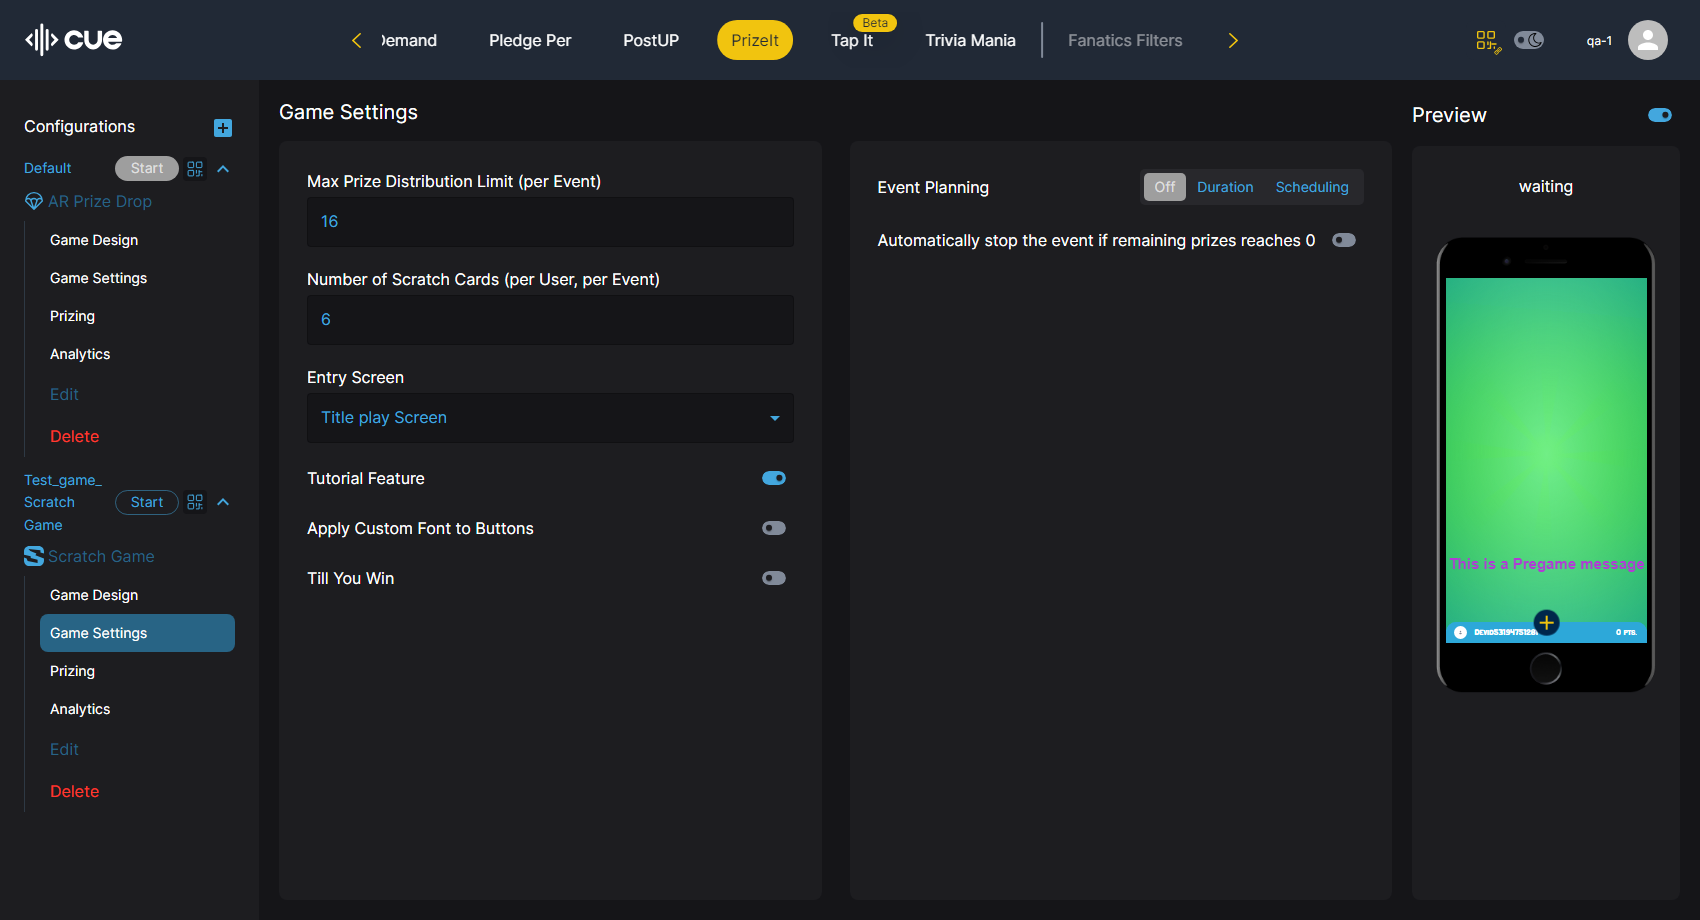 cue
Demand
Pledge Per
PostUP
PrizeIt
Beta
Tap It
Trivia Mania
Fanatics Filters
qa-1
Configurations
Default
Start
AR Prize Drop
Game Design
Game Settings
Prizing
Analytics
Edit
Delete
Test_game_
Scratch
Game
Start
Scratch Game
Game Design
Game Settings
Prizing
Analytics
Edit
Delete
Game Settings
Max Prize Distribution Limit (per Event)
16
Number of Scratch Cards (per User, per Event)
6
Entry Screen
Title play Screen
Tutorial Feature
Apply Custom Font to Buttons
Till You Win
Event Planning
Off
Duration
Scheduling
Automatically stop the event if remaining prizes reaches 0
Preview
waiting
This is a Pregame message
0 PTS.